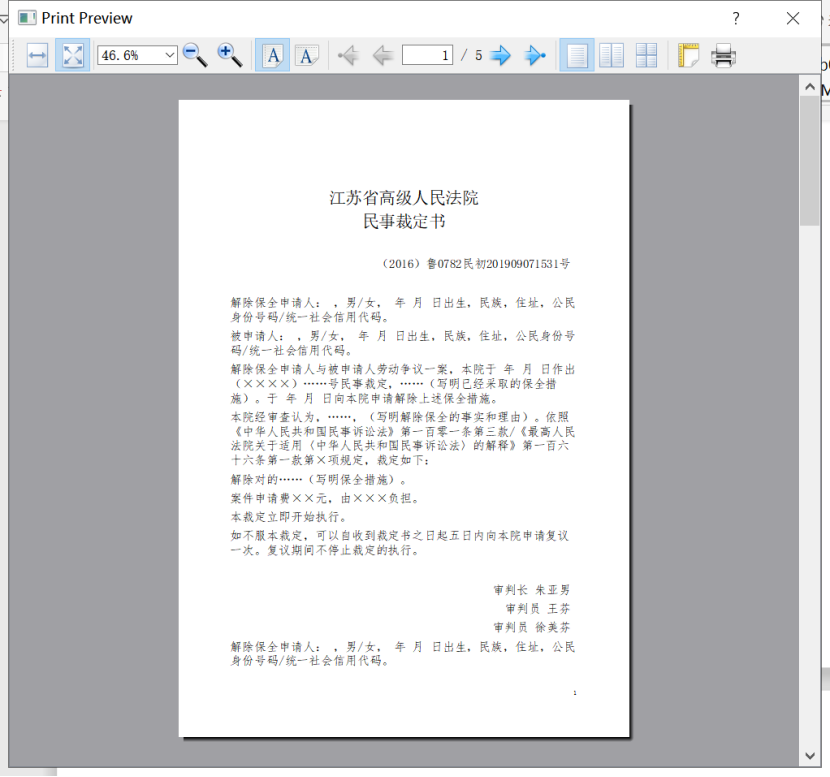 Print Preview
?
46.6%
A
A
1 / 5
江苏省高级人民法院
民事裁定书
（2016）鲁0782民初201909071531号
解除保全申请人： ，男/女， 年 月 日出生，民族，住址，公民
身份号码/统一社会信用代码。
被申请人： ，男/女， 年 月 日出生，民族，住址，公民身份号
码/统一社会信用代码。
解除保全申请人与被申请人劳动争议一案，本院于 年 月 日作出
（××××）……号民事裁定，……（写明已经采取的保全措
施）。于 年 月 日向本院申请解除上述保全措施。
本院经审查认为，……，（写明解除保全的事实和理由）。依照
《中华人民共和国民事诉讼法》第一百零一条第三款/《最高人民
法院关于适用〈中华人民共和国民事诉讼法〉的解释》第一百六
十六条第一款第×项规定，裁定如下：
解除对的……（写明保全措施）。
案件申请费××元，由×××负担。
本裁定立即开始执行。
如不服本裁定，可以自收到裁定书之日起五日内向本院申请复议
一次。复议期间不停止裁定的执行。
审判长 朱亚男
审判员 王芬
审判员 徐美芬
解除保全申请人： ，男/女， 年 月 日出生，民族，住址，公民
身份号码/统一社会信用代码。
1